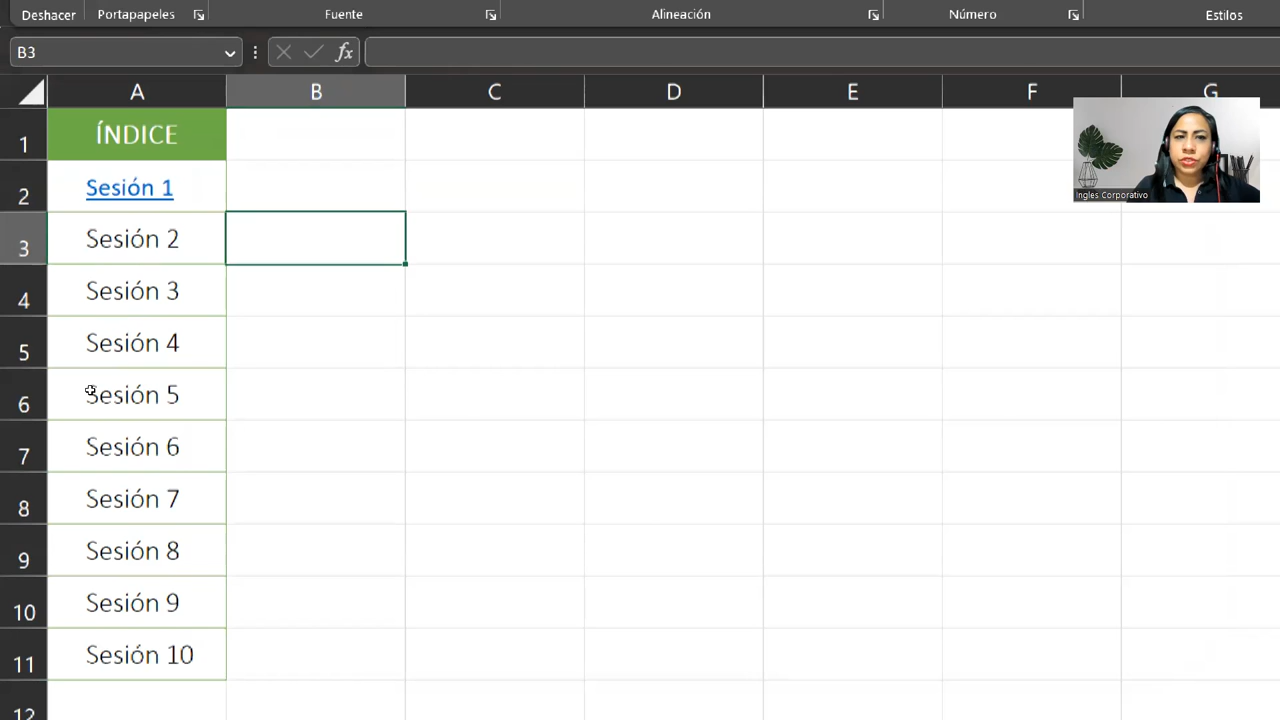 Deshacer Portapapeles Fuente Alineación Número Estilos
B3 fx
A B C D E F G
1 ÍNDICE
2 Sesión 1
3 Sesión 2
4 Sesión 3
5 Sesión 4
6 Sesión 5
7 Sesión 6
8 Sesión 7
9 Sesión 8
10 Sesión 9
11 Sesión 10
12
Ingles Corporativo